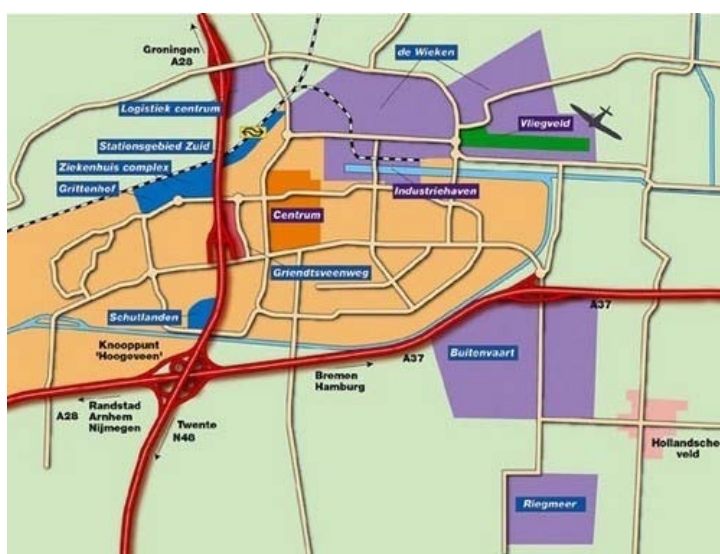 Groningen
A28
de Wieken
Logistiek centrum
Vliegveld
Stationsgebied Zuid
Ziekenhuis complex
Grittenhof
Industriehaven
Centrum
Griendtsveenweg
Schutlanden
A37
Knooppunt
'Hoogeveen'
A37
Buitenvaart
Bremen
Hamburg
A28
Randstad
Arnhem
Nijmegen
Twente
N48
Hollandsche
veld
Riegmeer